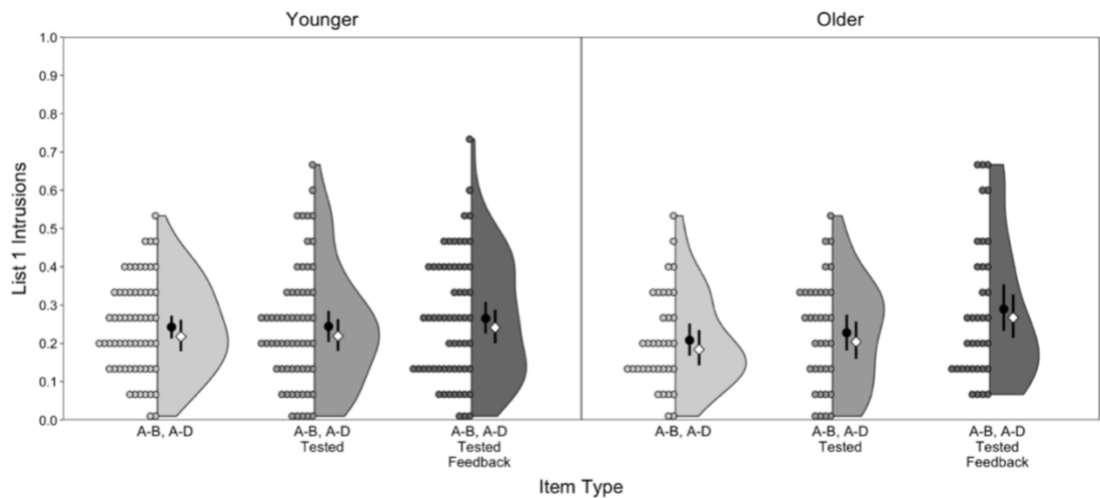 Younger
Older
List 1 Intrusions
1.0
0.9
0.8
0.7
0.6
0.5
0.4
0.3
0.2
0.1
0.0
A-B, A-D
A-B, A-D
Tested
A-B, A-D
Tested
Feedback
A-B, A-D
A-B, A-D
Tested
A-B, A-D
Tested
Feedback
Item Type